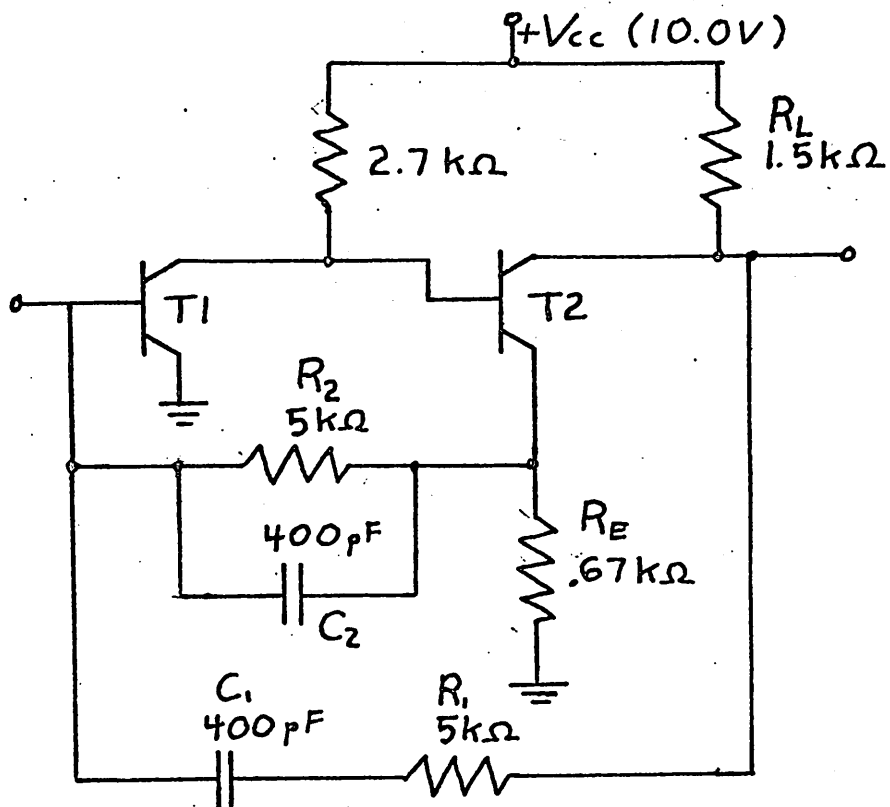 +Vcc (10.0V)
2.7 kΩ
RL
1.5kΩ
T1
T2
R2
5kΩ
400pF
C2
RE
.67kΩ
C1
400pF
R1
5kΩ